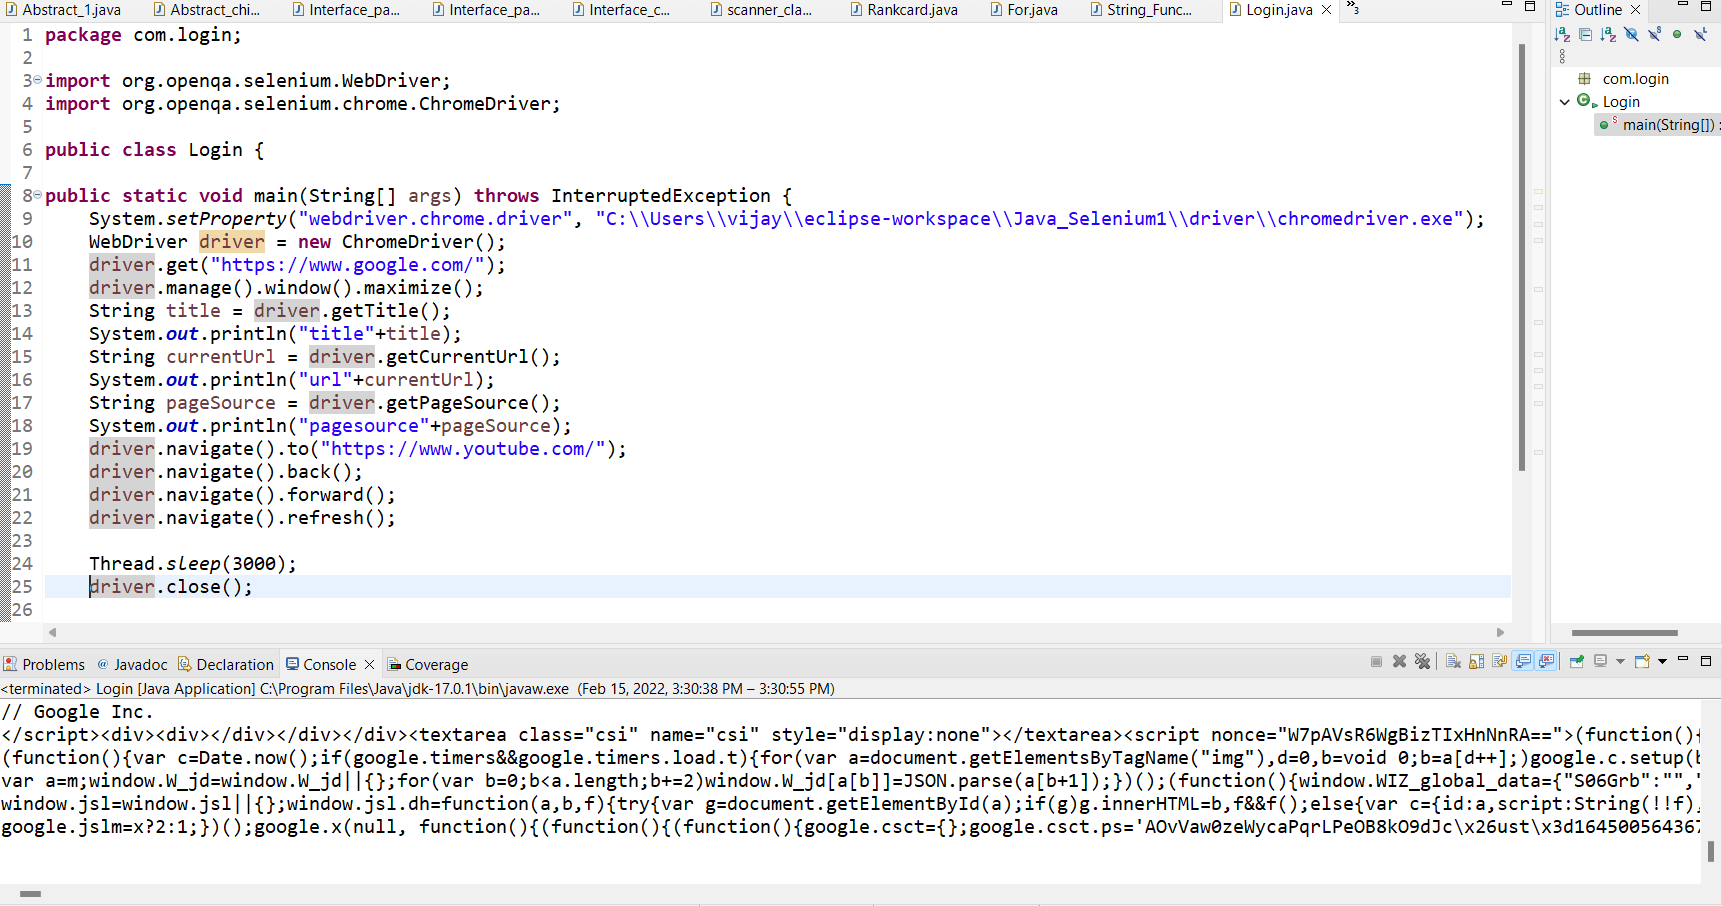 Abstract_1.java Abstract_chi... Interface_pa... Interface_pa... Interface_c... scanner_cla... Rankcard.java For.java String_Func... Login.java »3 Outline
1 package com.login;
2
3 import org.openqa.selenium.WebDriver;
4 import org.openqa.selenium.chrome.ChromeDriver;
5
6 public class Login {
7
8 public static void main(String[] args) throws InterruptedException {
9 System.setProperty("webdriver.chrome.driver", "C:\\Users\\vijay\\eclipse-workspace\\Java_Selenium1\\driver\\chromedriver.exe");
10 WebDriver driver = new ChromeDriver();
11 driver.get("https://www.google.com/");
12 driver.manage().window().maximize();
13 String title = driver.getTitle();
14 System.out.println("title"+title);
15 String currentUrl = driver.getCurrentUrl();
16 System.out.println("url"+currentUrl);
17 String pageSource = driver.getPageSource();
18 System.out.println("pagesource"+pageSource);
19 driver.navigate().to("https://www.youtube.com/");
20 driver.navigate().back();
21 driver.navigate().forward();
22 driver.navigate().refresh();
23
24 Thread.sleep(3000);
25 driver.close();
26
com.login
Login
main(String[]) :
Problems @ Javadoc Declaration Console Coverage
<terminated> Login [Java Application] C:\Program Files\Java\jdk-17.0.1\bin\javaw.exe (Feb 15, 2022, 3:30:38 PM – 3:30:55 PM)
// Google Inc.
</script><div><div></div></div></div><textarea class="csi" name="csi" style="display:none"></textarea><script nonce="W7pAVsR6WgBizTIxHnNnRA==">(function(){
(function(){var c=Date.now();if(google.timers&&google.timers.load.t){for(var a=document.getElementsByTagName("img"),d=0,b=void 0;b=a[d++];)google.c.setup(b
var a=m;window.W_jd=window.W_jd||{};for(var b=0;b<a.length;b+=2)window.W_jd[a[b]]=JSON.parse(a[b+1]);})();(function(){window.WIZ_global_data={"S06Grb":"","
window.jsl=window.jsl||{};window.jsl.dh=function(a,b,f){try{var g=document.getElementById(a);if(g)g.innerHTML=b,f&&f();else{var c={id:a,script:String(!!f),
google.jslm=x?2:1;})();google.x(null, function(){(function(){(function(){google.csct={};google.csct.ps='AOvVaw0zeWycaPqrLPeOB8kO9dJc\x26ust\x3d1645005643​67